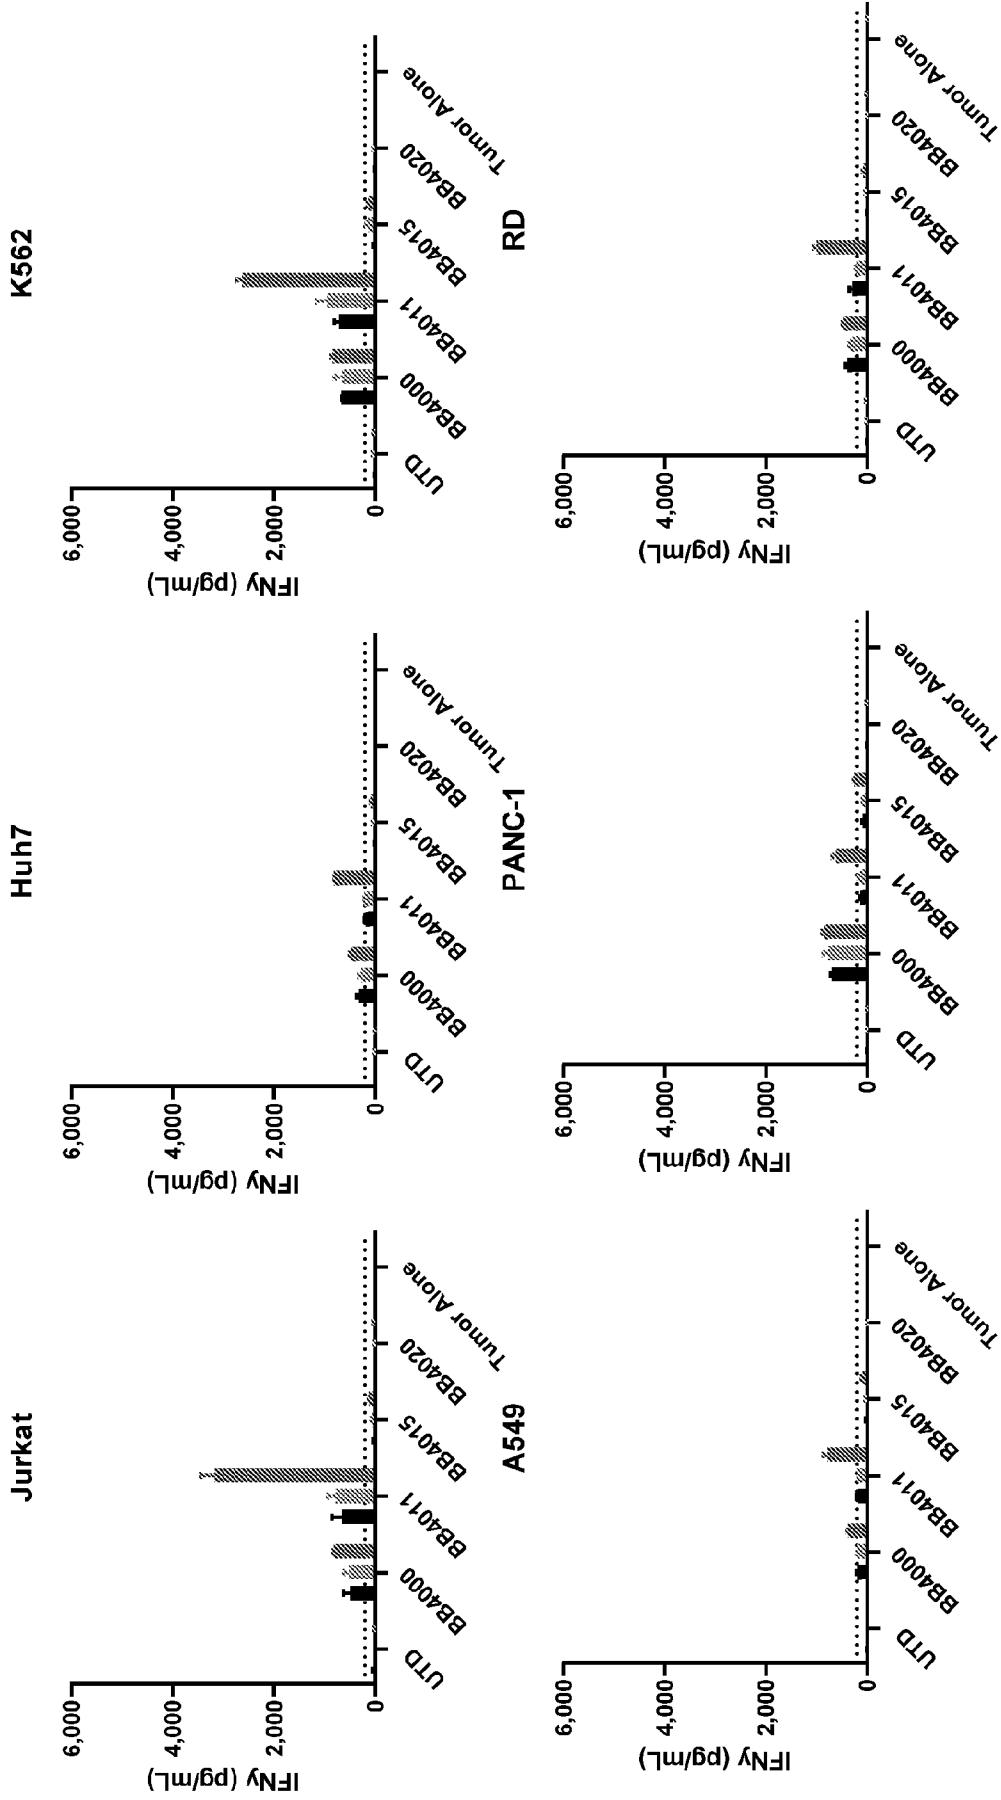 Jurkat
IFNγ (pg/mL)
6,000
4,000
2,000
0
UTD
BB4000
BB4011
BB4015
BB4020
Tumor Alone
Huh7
IFNγ (pg/mL)
6,000
4,000
2,000
0
UTD
BB4000
BB4011
BB4015
BB4020
Tumor Alone
K562
IFNγ (pg/mL)
6,000
4,000
2,000
0
UTD
BB4000
BB4011
BB4015
BB4020
Tumor Alone
A549
IFNγ (pg/mL)
6,000
4,000
2,000
0
UTD
BB4000
BB4011
BB4015
BB4020
Tumor Alone
PANC-1
IFNγ (pg/mL)
6,000
4,000
2,000
0
UTD
BB4000
BB4011
BB4015
BB4020
Tumor Alone
RD
IFNγ (pg/mL)
6,000
4,000
2,000
0
UTD
BB4000
BB4011
BB4015
BB4020
Tumor Alone